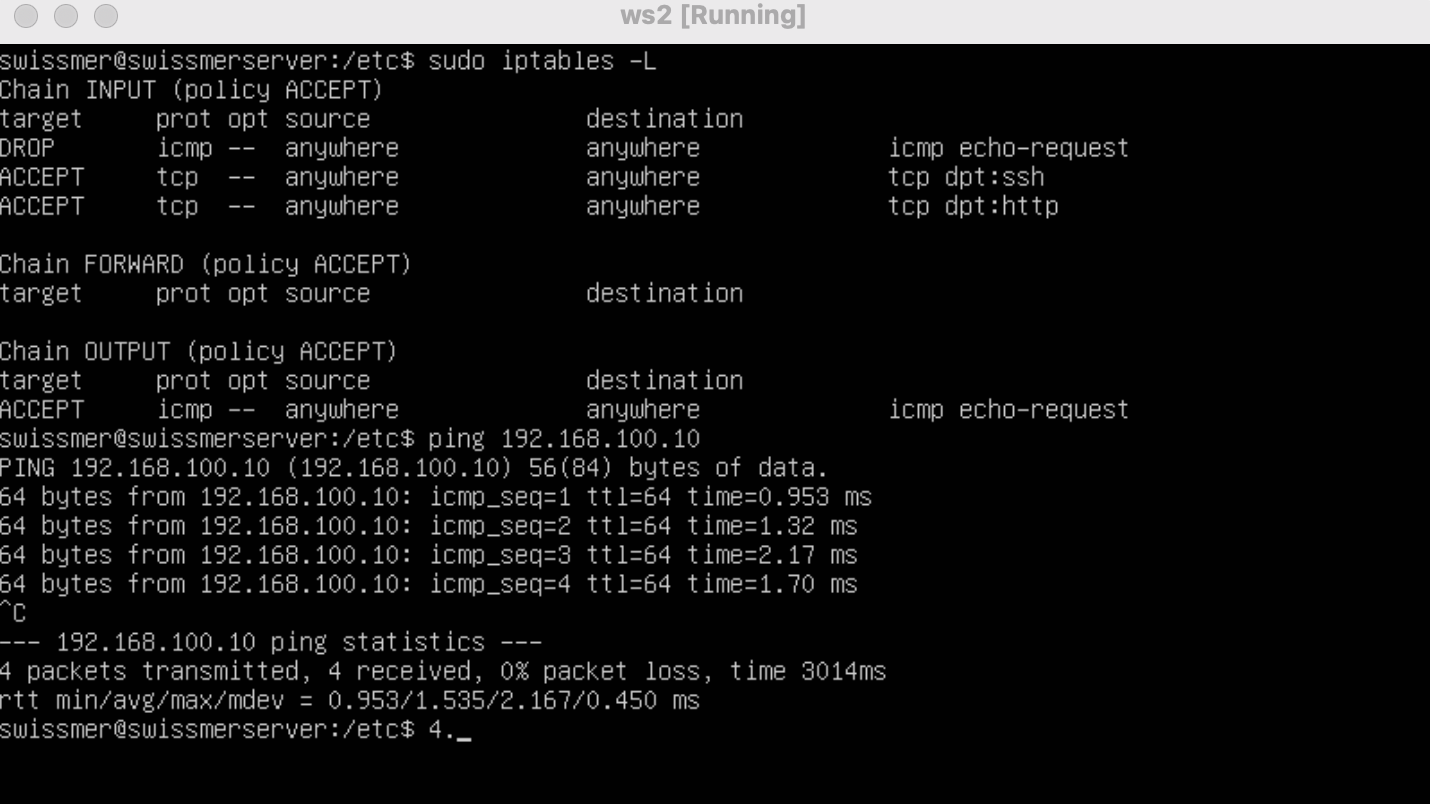 ws2 [Running]
swissmer@swissmerserver:/etc$ sudo iptables -L
Chain INPUT (policy ACCEPT)
target     prot opt source               destination
DROP       icmp --  anywhere             anywhere             icmp echo-request
ACCEPT     tcp  --  anywhere             anywhere             tcp dpt:ssh
ACCEPT     tcp  --  anywhere             anywhere             tcp dpt:http
Chain FORWARD (policy ACCEPT)
target     prot opt source               destination
Chain OUTPUT (policy ACCEPT)
target     prot opt source               destination
ACCEPT     icmp --  anywhere             anywhere             icmp echo-request
swissmer@swissmerserver:/etc$ ping 192.168.100.10
PING 192.168.100.10 (192.168.100.10) 56(84) bytes of data.
64 bytes from 192.168.100.10: icmp_seq=1 ttl=64 time=0.953 ms
64 bytes from 192.168.100.10: icmp_seq=2 ttl=64 time=1.32 ms
64 bytes from 192.168.100.10: icmp_seq=3 ttl=64 time=2.17 ms
64 bytes from 192.168.100.10: icmp_seq=4 ttl=64 time=1.70 ms
^C
--- 192.168.100.10 ping statistics ---
4 packets transmitted, 4 received, 0% packet loss, time 3014ms
rtt min/avg/max/mdev = 0.953/1.535/2.167/0.450 ms
swissmer@swissmerserver:/etc$ 4._